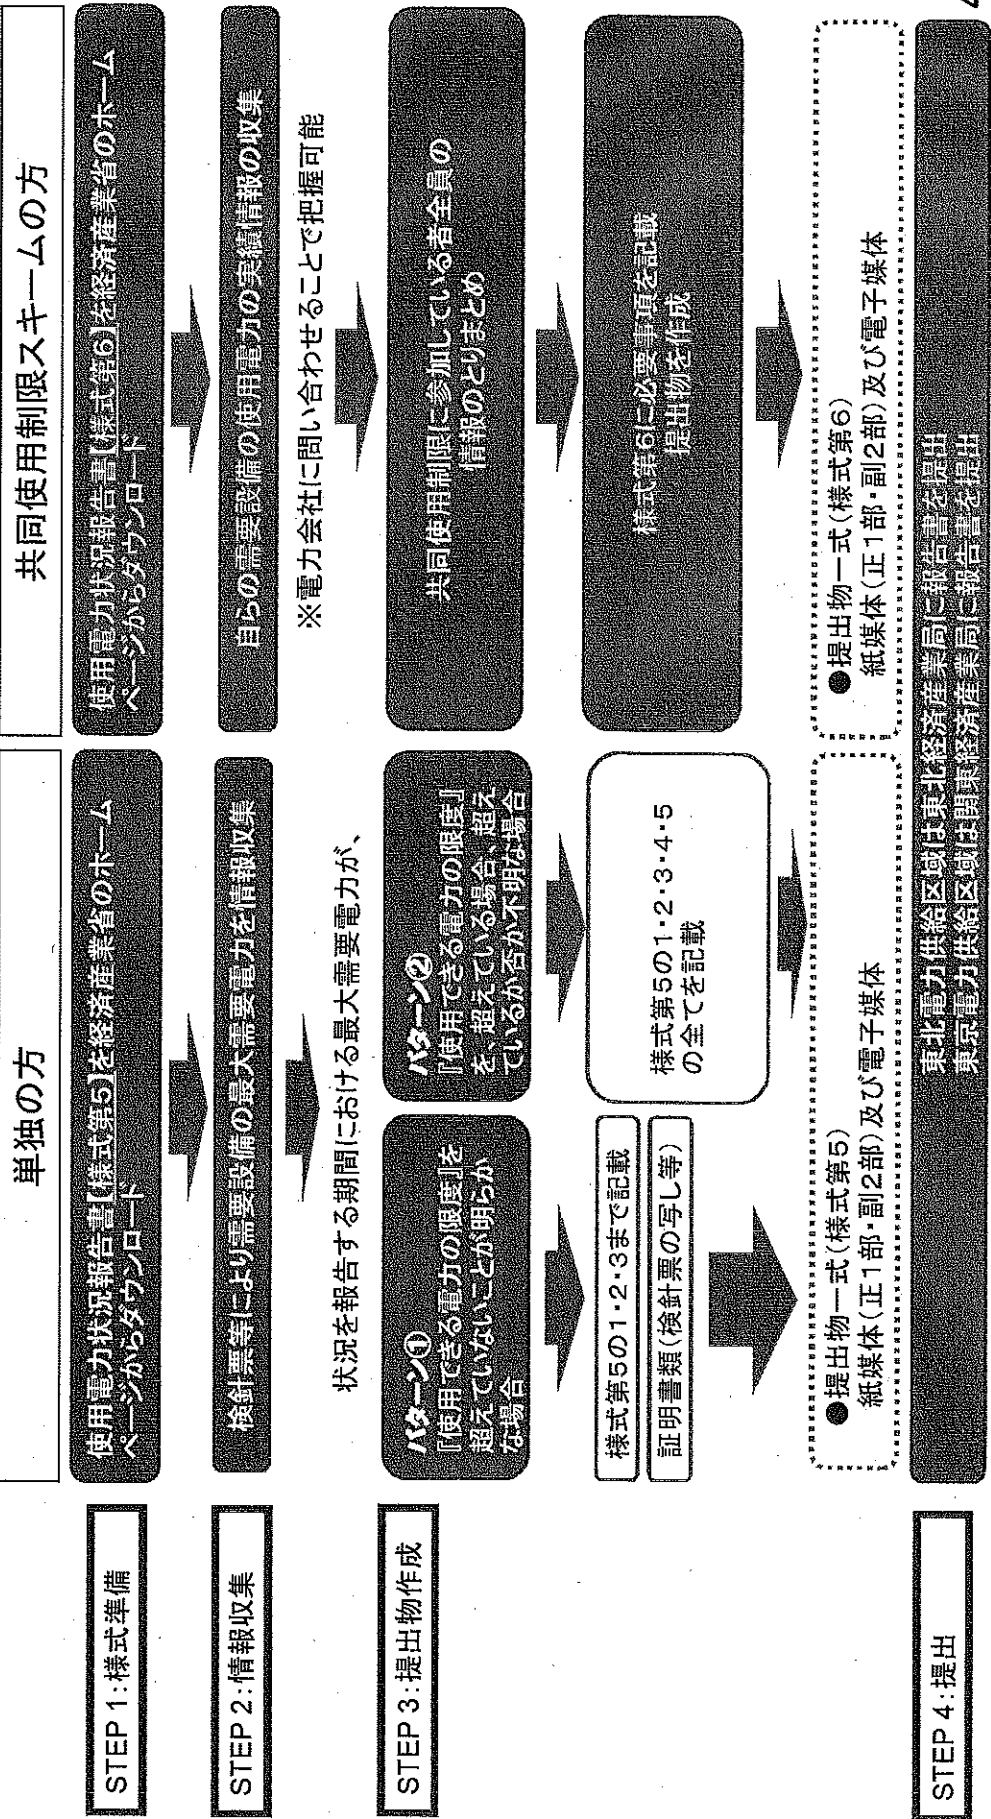 単独の方
共同使用制限スキームの方
STEP 1:様式準備
使用電力状況報告書【様式第5】を経済産業省のホーム
ページからダウンロード
使用電力状況報告書【様式第6】を経済産業省のホーム
ページからダウンロード
STEP 2:情報収集
検針票等により需要設備の最大需要電力を情報収集
自らの需要設備の使用電力の実績情報の収集
状況を報告する期間における最大需要電力が、
※電力会社に問い合わせることで把握可能
STEP 3:提出物作成
パターン①
『使用できる電力の限度』を
超えていないことが明らか
な場合
パターン②
『使用できる電力の限度』
を、超えている場合、超え
ているか否か不明な場合
共同使用制限に参加している者全員の
情報のとりまとめ
様式第5の1・2・3まで記載
証明書類(検針票の写し等)
様式第5の1・2・3・4・5
の全てを記載
様式第6に必要事項を記載
提出物を作成
●提出物一式(様式第5)
紙媒体(正1部・副2部)及び電子媒体
●提出物一式(様式第6)
紙媒体(正1部・副2部)及び電子媒体
STEP 4:提出
東北電力供給区域は東北経済産業局に報告書を提出
東京電力供給区域は関東経済産業局に報告書を提出